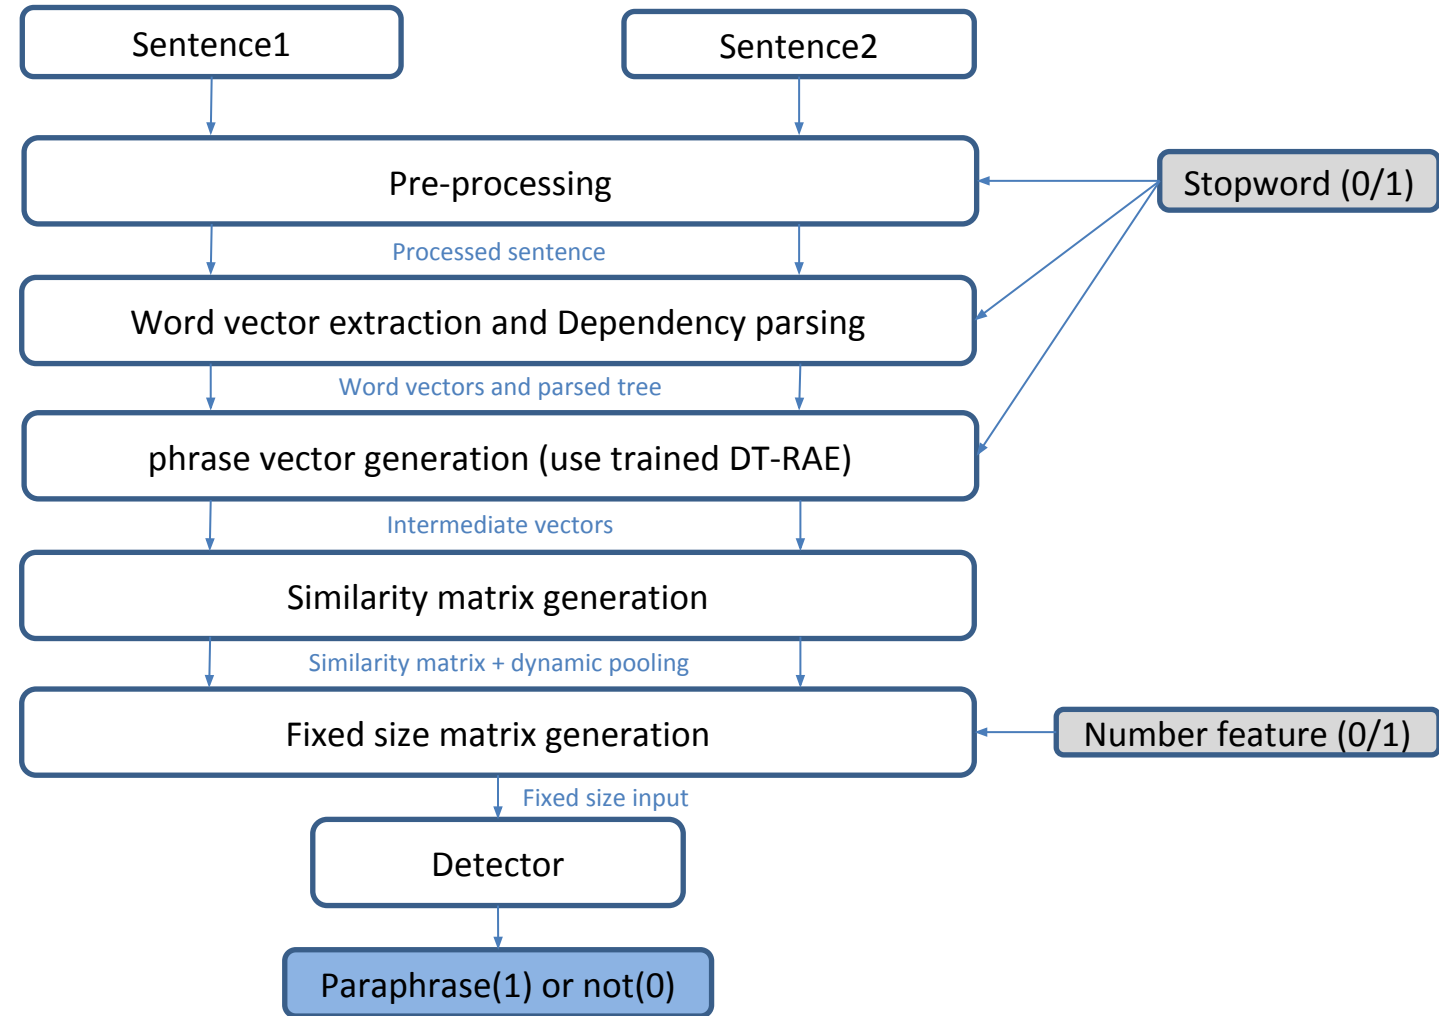 Sentence1
Sentence2
Pre-processing
Stopword (0/1)
Processed sentence
Word vector extraction and Dependency parsing
Word vectors and parsed tree
phrase vector generation (use trained DT-RAE)
Intermediate vectors
Similarity matrix generation
Similarity matrix + dynamic pooling
Fixed size matrix generation
Number feature (0/1)
Fixed size input
Detector
Paraphrase(1) or not(0)